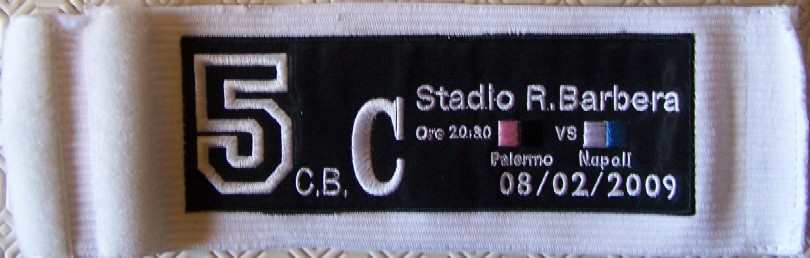 5 C.B. C
Stadio R.Barbera
Ore 20:30 VS
Palermo Napoli
08/02/2009